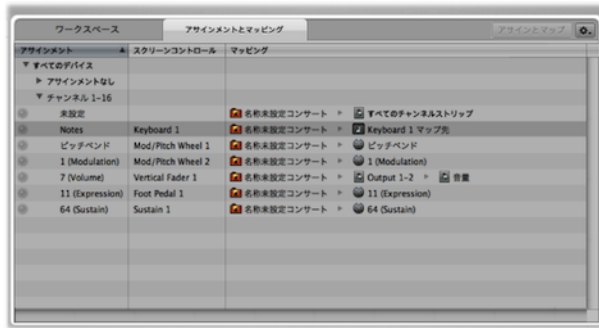 ワークスペース アサインメントとマッピング アサインとマップ
アサインメント スクリーンコントロール マッピング
すべてのデバイス
アサインメントなし
チャンネル 1-16
未設定 名称未設定コンサート すべてのチャンネルストリップ
Notes Keyboard 1 名称未設定コンサート Keyboard 1 マップ先
ピッチベンド Mod/Pitch Wheel 1 名称未設定コンサート ピッチベンド
1 (Modulation) Mod/Pitch Wheel 2 名称未設定コンサート 1 (Modulation)
7 (Volume) Vertical Fader 1 名称未設定コンサート Output 1-2 音量
11 (Expression) Foot Pedal 1 名称未設定コンサート 11 (Expression)
64 (Sustain) Sustain 1 名称未設定コンサート 64 (Sustain)